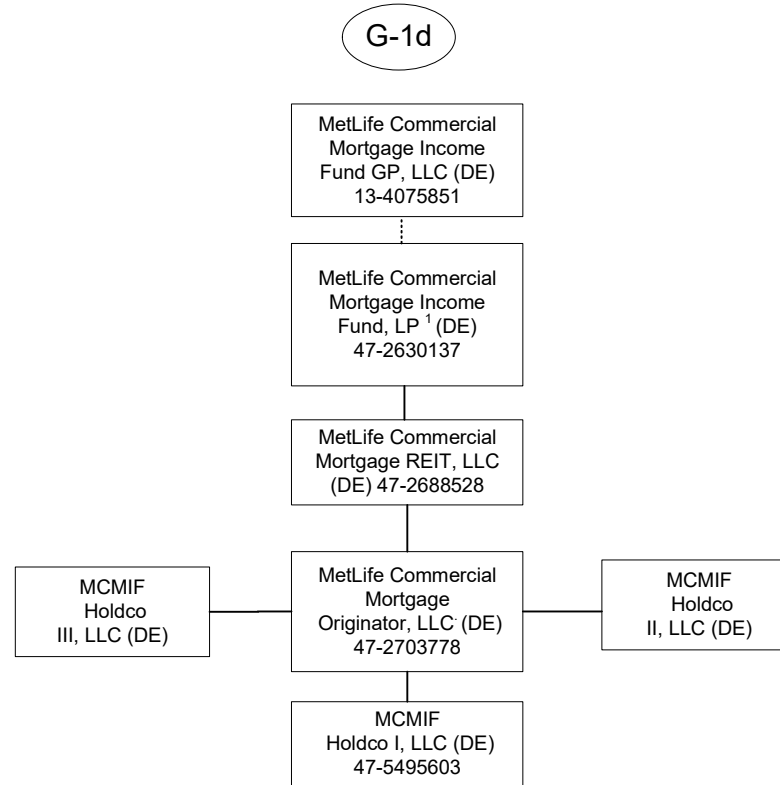 G-1d
MetLife Commercial
Mortgage Income
Fund GP, LLC (DE)
13-4075851
MetLife Commercial
Mortgage Income
Fund, LP 1 (DE)
47-2630137
MetLife Commercial
Mortgage REIT, LLC
(DE) 47-2688528
MCMIF
Holdco
III, LLC (DE)
MetLife Commercial
Mortgage
Originator, LLC. (DE)
47-2703778
MCMIF
Holdco
II, LLC (DE)
MCMIF
Holdco I, LLC (DE)
47-5495603